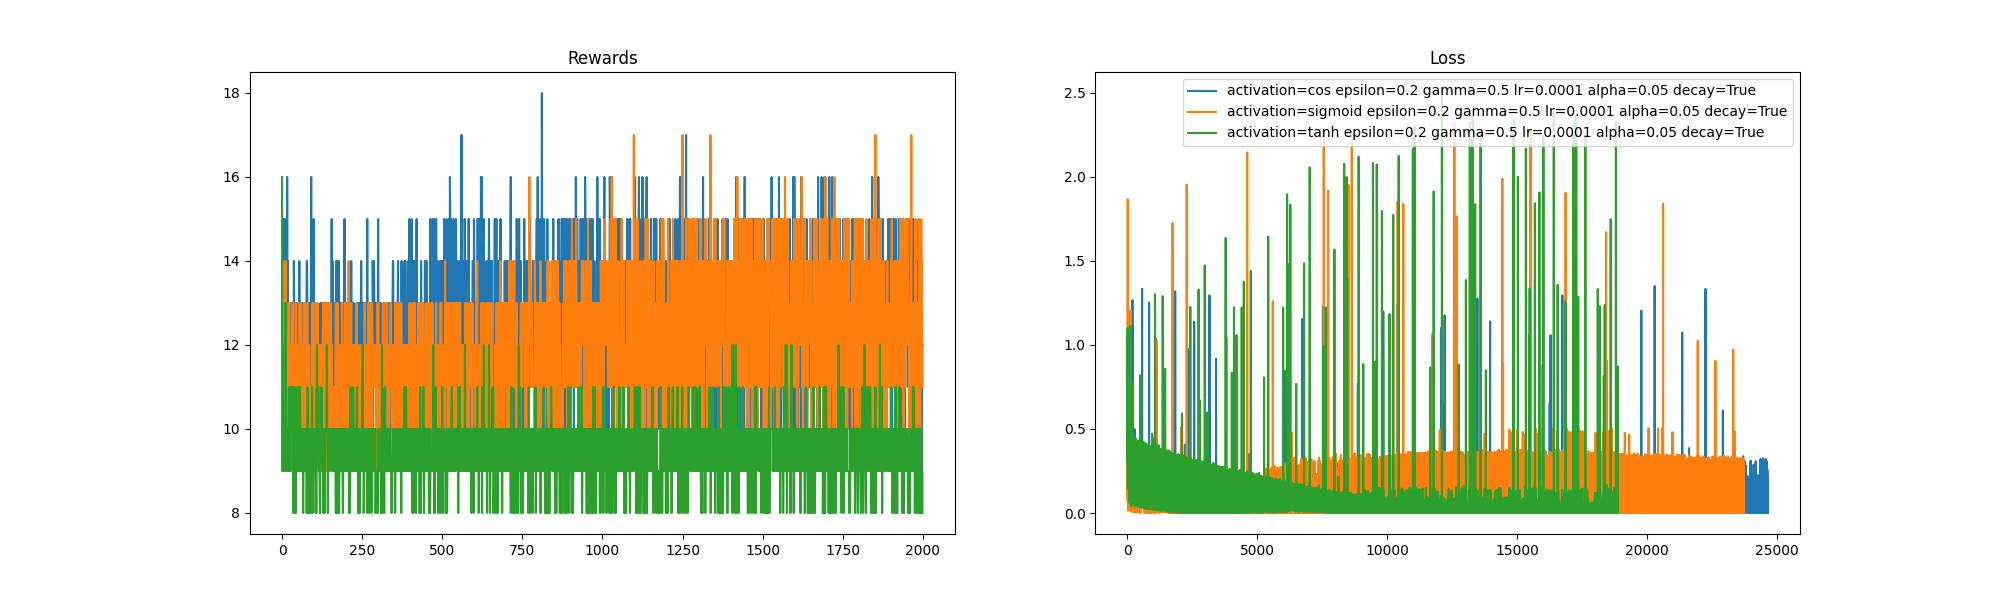 Rewards
18
16
14
12
10
8
0 250 500 750 1000 1250 1500 1750 2000
Loss
activation=cos epsilon=0.2 gamma=0.5 lr=0.0001 alpha=0.05 decay=True
activation=sigmoid epsilon=0.2 gamma=0.5 lr=0.0001 alpha=0.05 decay=True
activation=tanh epsilon=0.2 gamma=0.5 lr=0.0001 alpha=0.05 decay=True
2.5
2.0
1.5
1.0
0.5
0.0
0 5000 10000 15000 20000 25000